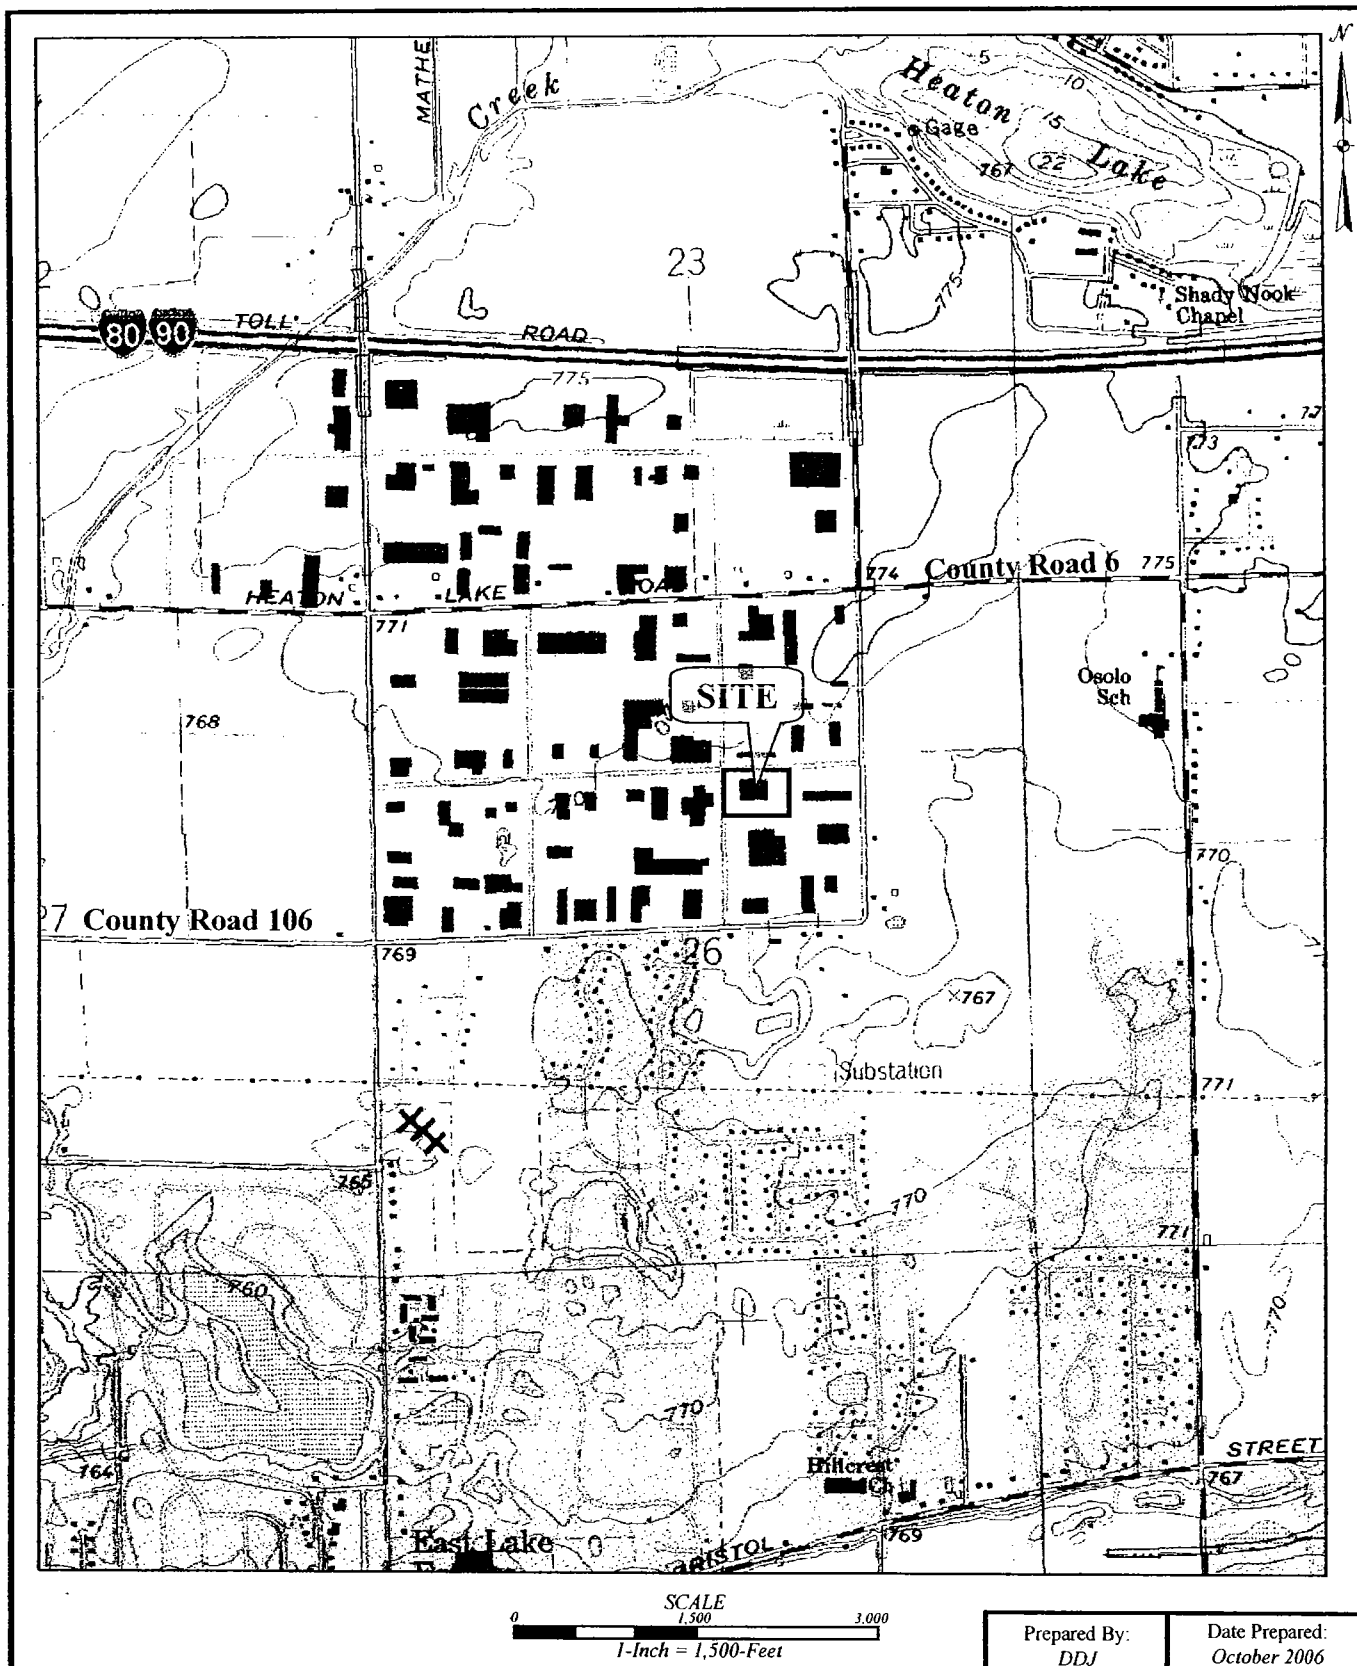 N
MATHE
Creek
Heaton
Lake
5
10
15
Gage
767
22
23
775
Shady Nook
Chapel
80 90
TOLL
ROAD
775
773
HEATON
LAKE
774
County Road 6
775
771
Osolo
Sch
SITE
768
770
27
County Road 106
769
26
×767
Substation
771
765
770
771
760
770
770
764
Hillcrest
Ch
STREET
767
East Lake
BRISTOL
769
SCALE
0 1,500 3,000
1-Inch = 1,500-Feet
Prepared By:
DDJ
Date Prepared:
October 2006